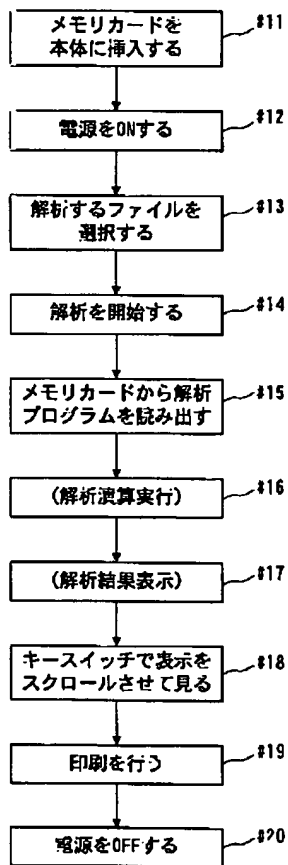 メモリカードを
本体に挿入する
#11
電源をONする
#12
解析するファイルを
選択する
#13
解析を開始する
#14
メモリカードから解析
プログラムを読み出す
#15
(解析演算実行)
#16
(解析結果表示)
#17
キースイッチで表示を
スクロールさせて見る
#18
印刷を行う
#19
電源をOFFする
#20